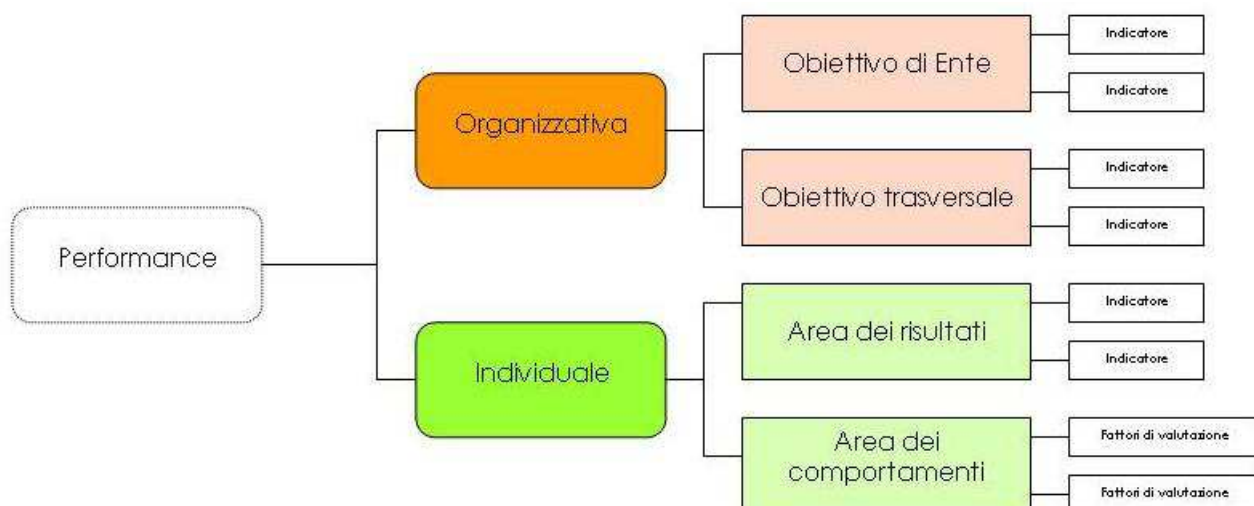 Performance
Organizzativa
Obiettivo di Ente
Indicatore
Indicatore
Obiettivo trasversale
Indicatore
Indicatore
Individuale
Area dei risultati
Indicatore
Indicatore
Area dei
comportamenti
Fattori di valutazione
Fattori di valutazione